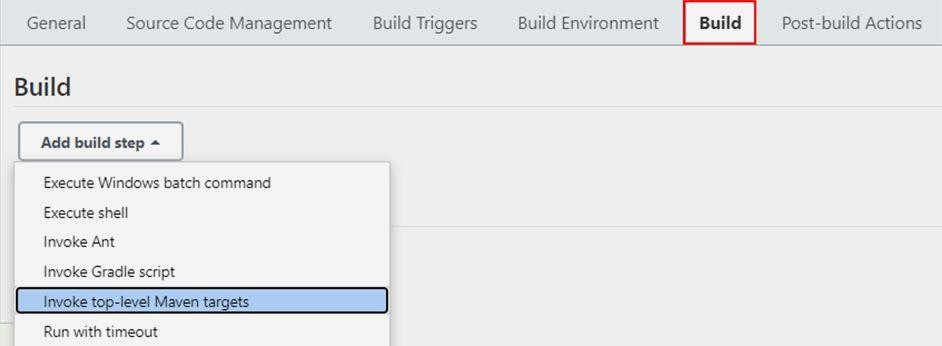 General Source Code Management Build Triggers Build Environment Build Post-build Actions
Build
Add build step
Execute Windows batch command
Execute shell
Invoke Ant
Invoke Gradle script
Invoke top-level Maven targets
Run with timeout